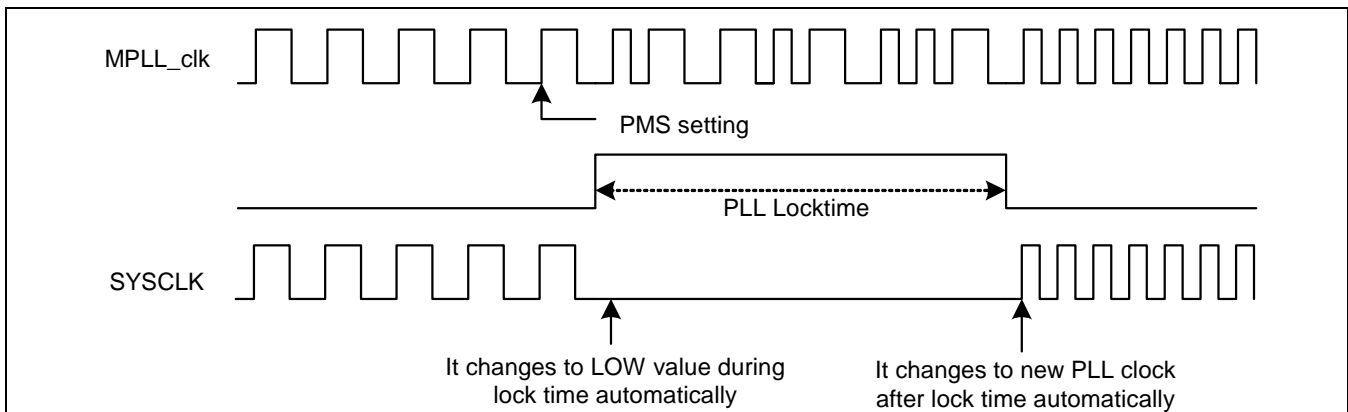 MPLL_clk
PMS setting
PLL Locktime
SYSCLK
It changes to LOW value during
lock time automatically
It changes to new PLL clock
after lock time automatically